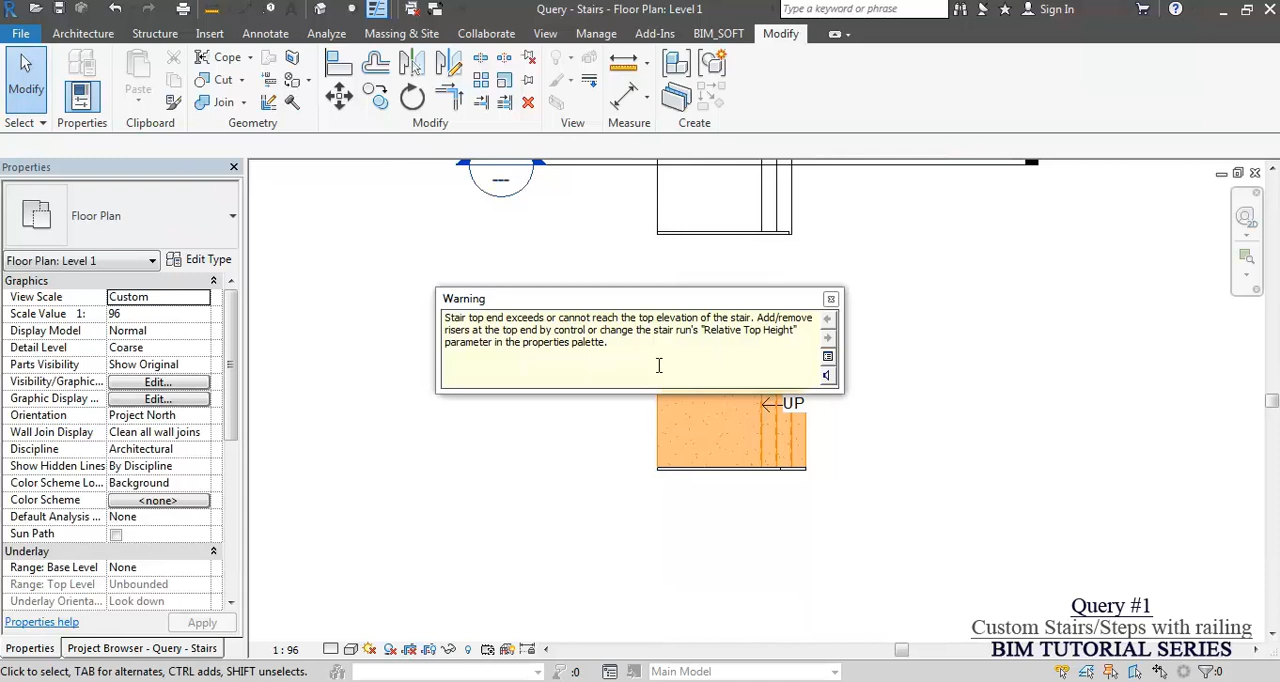 Query - Stairs - Floor Plan: Level 1
Type a keyword or phrase
Sign In
File
Architecture
Structure
Insert
Annotate
Analyze
Massing & Site
Collaborate
View
Manage
Add-Ins
BIM_SOFT
Modify
Modify
Properties
Paste
Cope
Cut
Join
Select
Properties
Clipboard
Geometry
Modify
View
Measure
Create
Properties
Floor Plan
Floor Plan: Level 1
Edit Type
Graphics
View Scale Custom
Scale Value 1: 96
Display Model Normal
Detail Level Coarse
Parts Visibility Show Original
Visibility/Graphic... Edit...
Graphic Display ... Edit...
Orientation Project North
Wall Join Display Clean all wall joins
Discipline Architectural
Show Hidden Lines By Discipline
Color Scheme Lo... Background
Color Scheme <none>
Default Analysis ... None
Sun Path
Underlay
Range: Base Level None
Range: Top Level Unbounded
Underlay Orienta... Look down
Properties help
Apply
Properties
Project Browser - Query - Stairs
Warning
Stair top end exceeds or cannot reach the top elevation of the stair. Add/remove
risers at the top end by control or change the stair run's "Relative Top Height"
parameter in the properties palette.
UP
2D
Query #1
Custom Stairs/Steps with railing
BIM TUTORIAL SERIES
1 : 96
Click to select, TAB for alternates, CTRL adds, SHIFT unselects.
:0
Main Model
:0